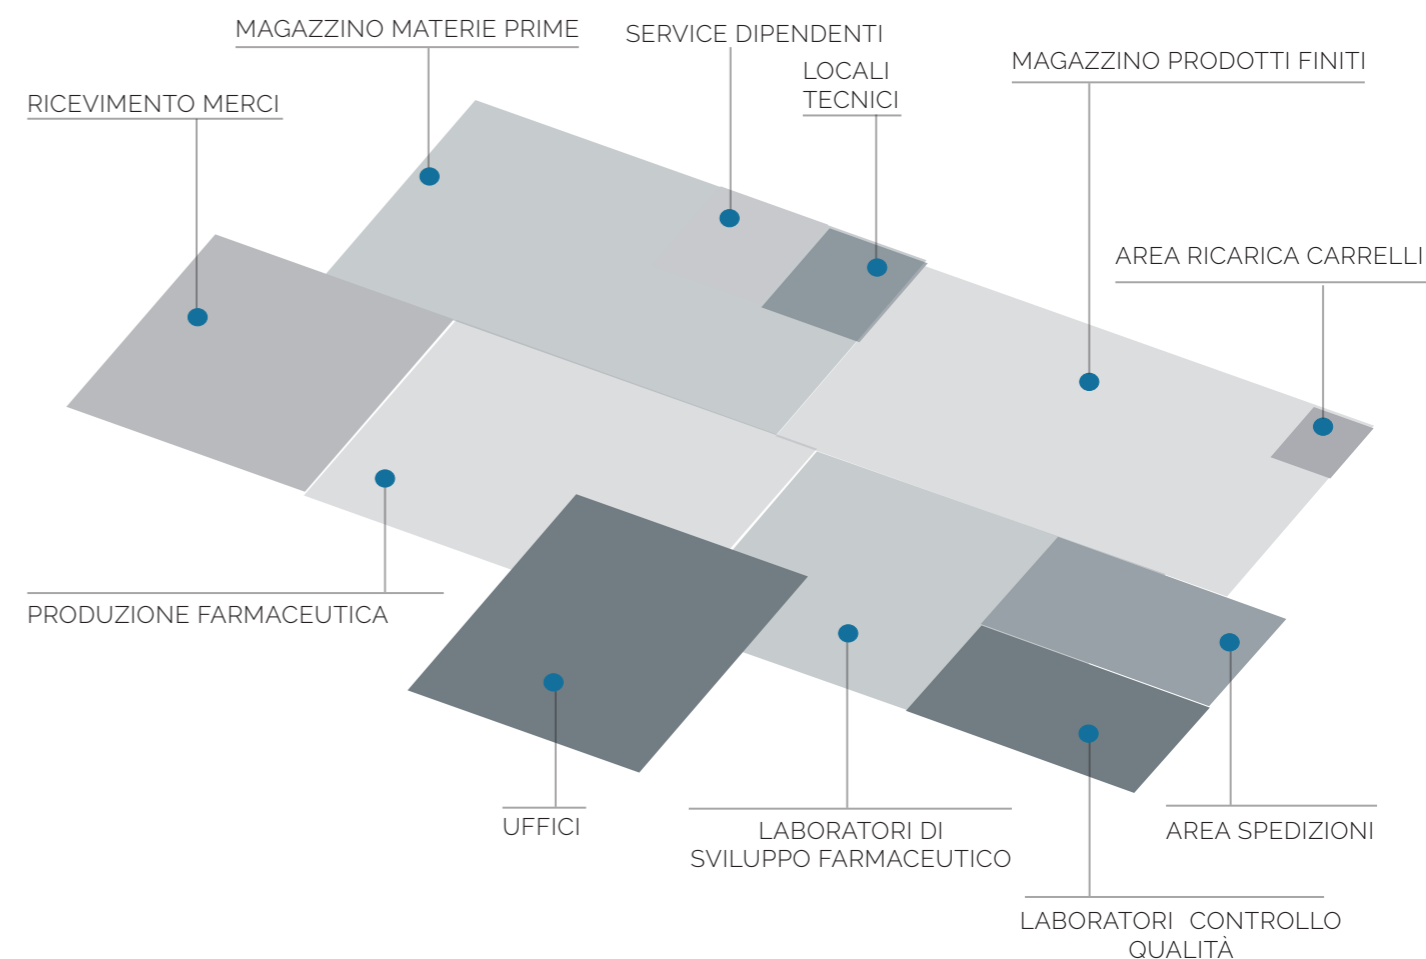 MAGAZZINO MATERIE PRIME
SERVICE DIPENDENTI
LOCALI
TECNICI
MAGAZZINO PRODOTTI FINITI
RICEVIMENTO MERCI
AREA RICARICA CARRELLI
PRODUZIONE FARMACEUTICA
UFFICI
LABORATORI DI
SVILUPPO FARMACEUTICO
AREA SPEDIZIONI
LABORATORI CONTROLLO
QUALITÀ